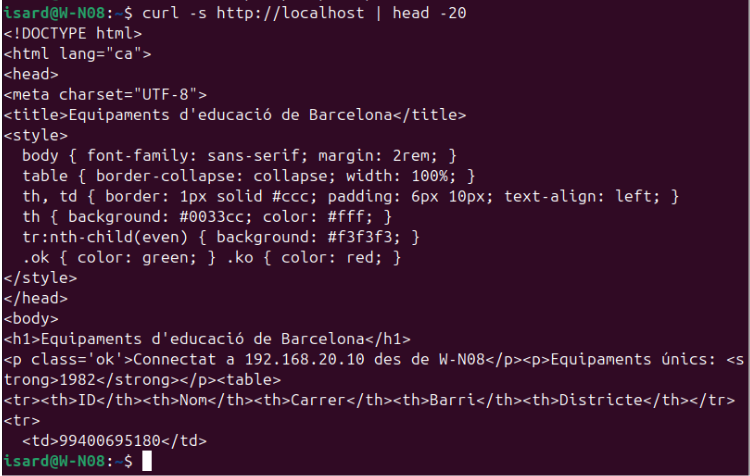 isard@W-N08:~$ curl -s http://localhost | head -20
<!DOCTYPE html>
<html lang="ca">
<head>
<meta charset="UTF-8">
<title>Equipaments d'educació de Barcelona</title>
<style>
  body { font-family: sans-serif; margin: 2rem; }
  table { border-collapse: collapse; width: 100%; }
  th, td { border: 1px solid #ccc; padding: 6px 10px; text-align: left; }
  th { background: #0033cc; color: #fff; }
  tr:nth-child(even) { background: #f3f3f3; }
  .ok { color: green; } .ko { color: red; }
</style>
</head>
<body>
<h1>Equipaments d'educació de Barcelona</h1>
<p class='ok'>Connectat a 192.168.20.10 des de W-N08</p><p>Equipaments únics: <s
trong>1982</strong></p><table>
<tr><th>ID</th><th>Nom</th><th>Carrer</th><th>Barri</th><th>Districte</th></tr>
<tr>
  <td>99400695180</td>
isard@W-N08:~$